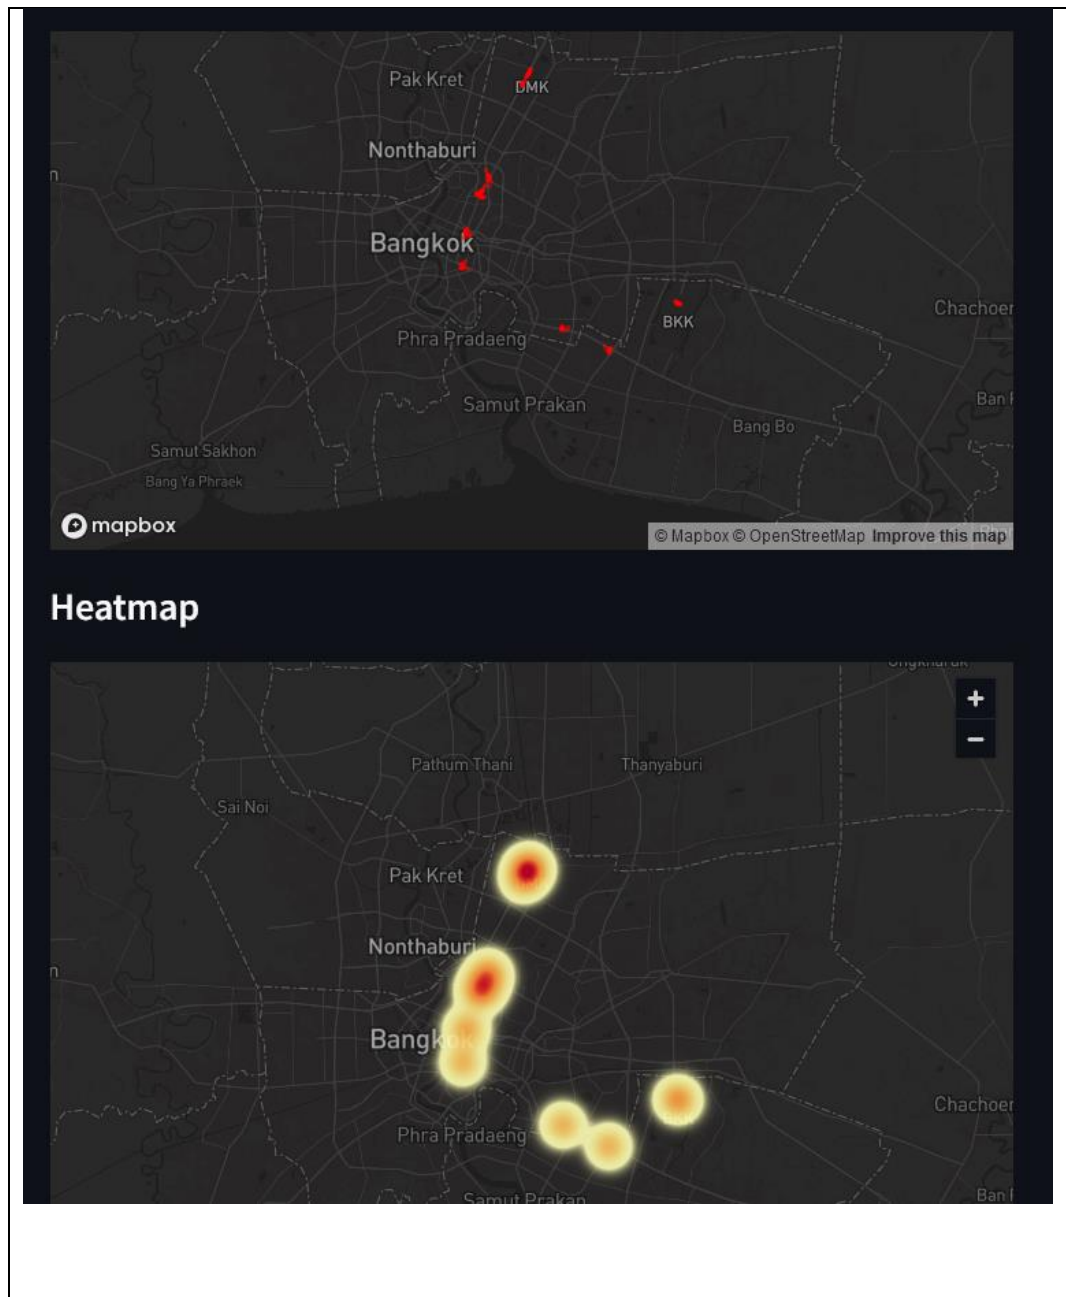 Pak Kret
DMK
Nonthaburi
n
Bangkok
Chachoer
BKK
Phra Pradaeng
Samut Prakan
Ban
Bang Bo
Samut Sakhon
Bang Ya Phraek
mapbox
© Mapbox © OpenStreetMap Improve this map
Heatmap
+
Pathum Thani
Thanyaburi
−
Sai Noi
Pak Kret
Nonthaburi
n
Bangkok
Chachoer
Phra Pradaeng
Samut Prakan
Ban